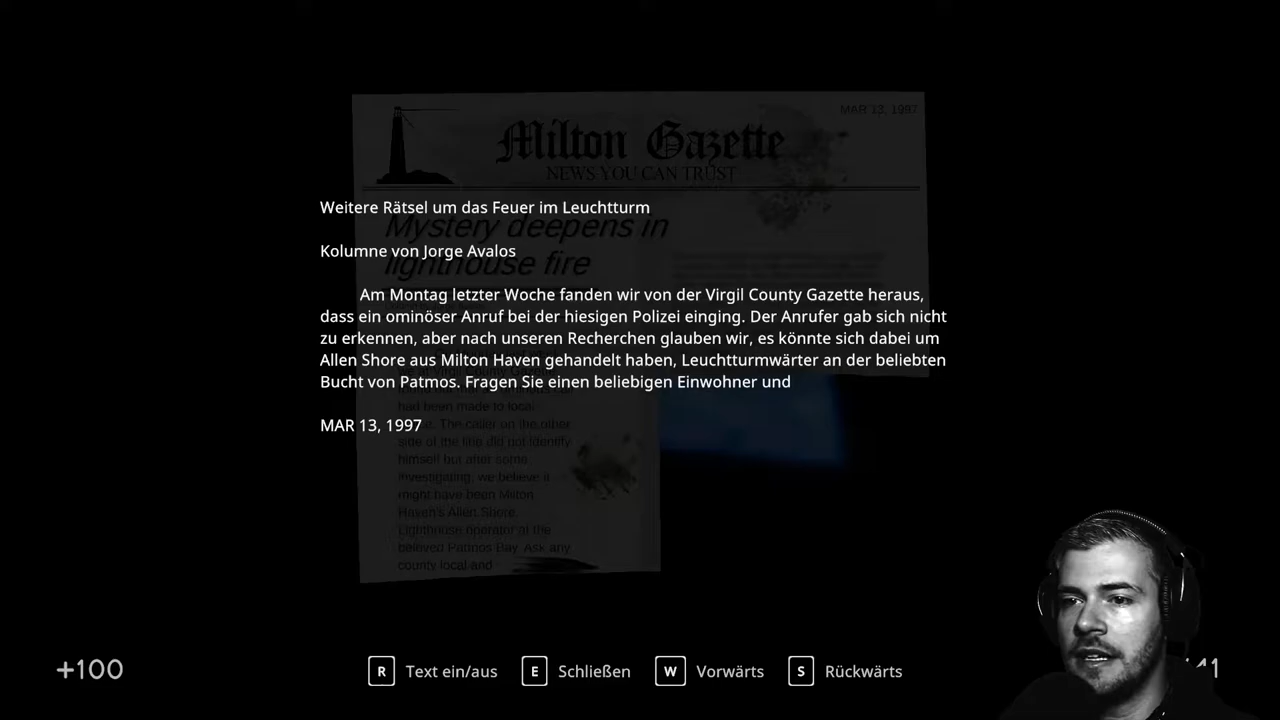 MAR 13, 1997
Milton Gazette
NEWS YOU CAN TRUST
Weitere Rätsel um das Feuer im Leuchtturm
Mystery deepens in
lighthouse fire
Kolumne von Jorge Avalos
Am Montag letzter Woche fanden wir von der Virgil County Gazette heraus,
dass ein ominöser Anruf bei der hiesigen Polizei einging. Der Anrufer gab sich nicht
zu erkennen, aber nach unseren Recherchen glauben wir, es könnte sich dabei um
Allen Shore aus Milton Haven gehandelt haben, Leuchtturmwärter an der beliebten
Bucht von Patmos. Fragen Sie einen beliebigen Einwohner und
MAR 13, 1997
had been made to local
The caller on the other
side of the line did not identify
himself but after some
investigating, we believe it
might have been Milton
Haven's Allen Shore.
Lighthouse operator at the
beloved Patmos Bay. Ask any
county local and
+100
R Text ein/aus E Schließen W Vorwärts S Rückwärts